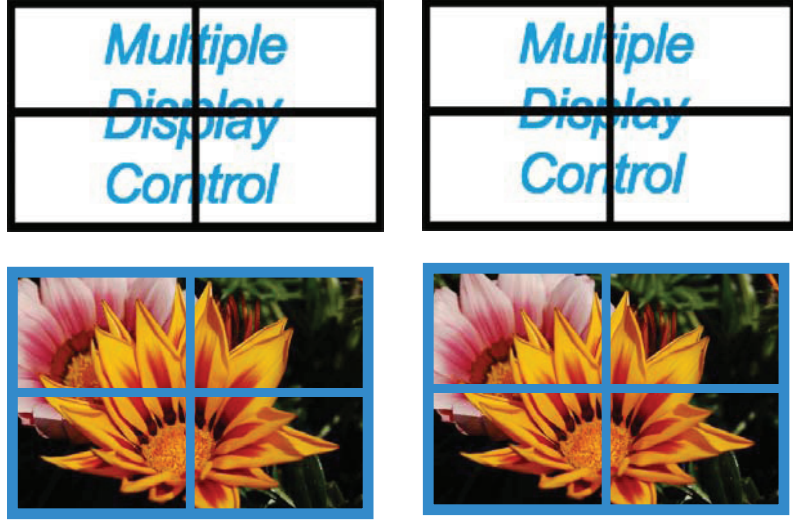 Multiple
Display
Control
Multiple
Display
Control